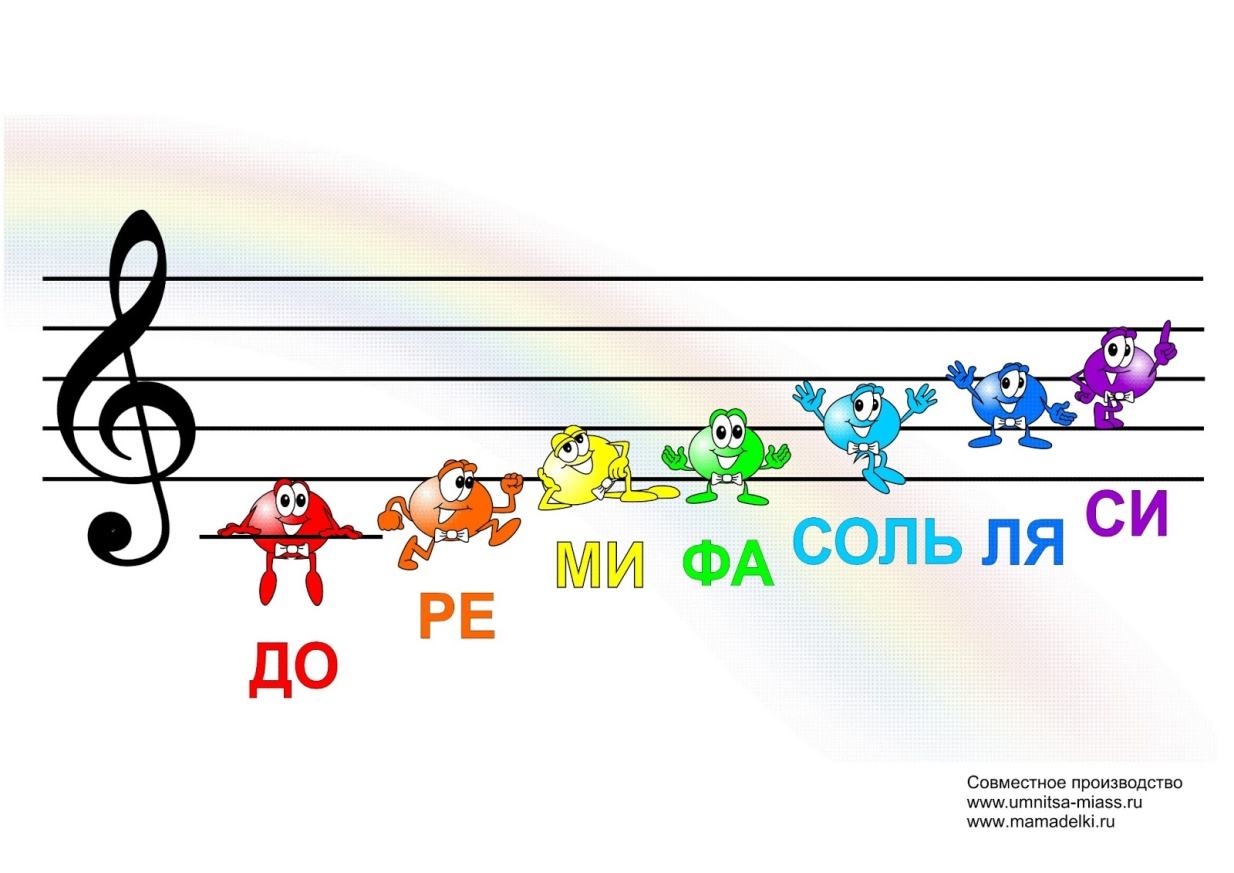 ДО
РЕ
МИ
ФА
СОЛЬ
ЛЯ
СИ
Совместное производство
www.umnitsa-miass.ru
www.mamadelki.ru